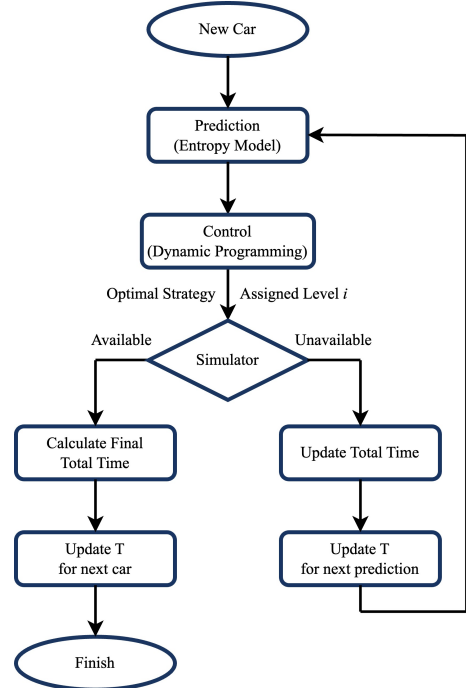 New Car
Prediction
(Entropy Model)
Control
(Dynamic Programming)
Optimal Strategy
Assigned Level i
Available
Unavailable
Simulator
Calculate Final
Total Time
Update Total Time
Update T
for next car
Update T
for next prediction
Finish